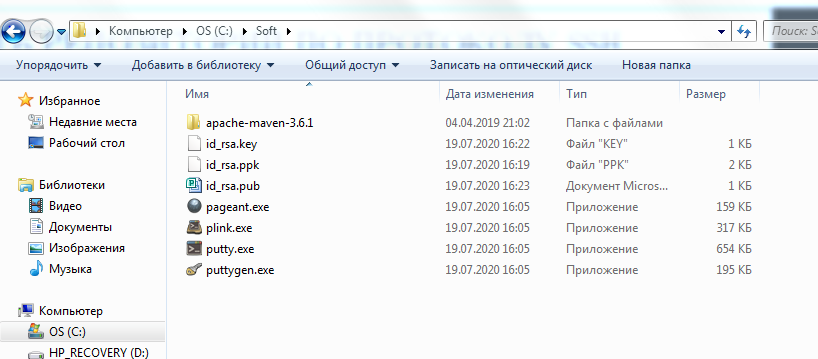 Компьютер ▸ OS (C:) ▸ Soft ▸
Поиск: S
Упорядочить Добавить в библиотеку Общий доступ Записать на оптический диск Новая папка
Избранное
Недавние места
Рабочий стол
Библиотеки
Видео
Документы
Изображения
Музыка
Компьютер
OS (C:)
HP_RECOVERY (D:)
Имя Дата изменения Тип Размер
apache-maven-3.6.1 04.04.2019 21:02 Папка с файлами
id_rsa.key 19.07.2020 16:22 Файл "KEY" 1 КБ
id_rsa.ppk 19.07.2020 16:19 Файл "PPK" 2 КБ
id_rsa.pub 19.07.2020 16:23 Документ Micros... 1 КБ
pageant.exe 19.07.2020 16:05 Приложение 159 КБ
plink.exe 19.07.2020 16:05 Приложение 317 КБ
putty.exe 19.07.2020 16:05 Приложение 654 КБ
puttygen.exe 19.07.2020 16:05 Приложение 195 КБ